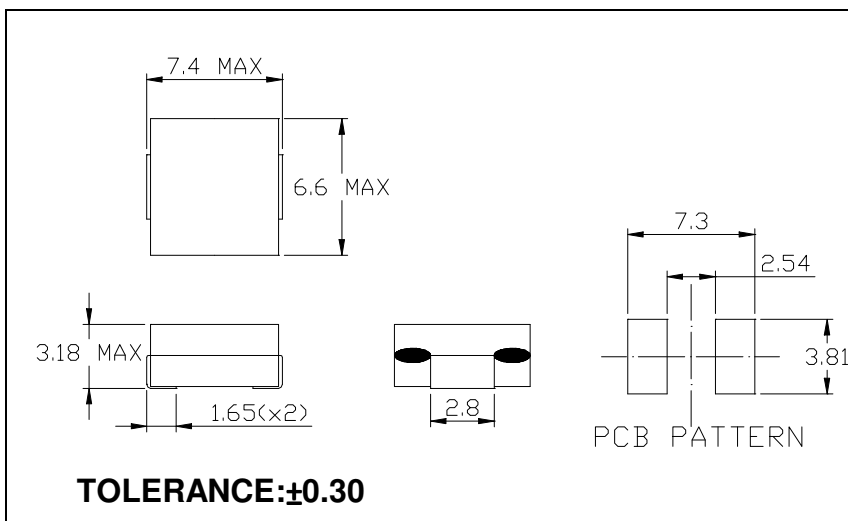 7.4 MAX
6.6 MAX
7.3
2.54
3.18 MAX
3.81
1.65(x2)
2.8
PCB PATTERN
TOLERANCE:±0.30